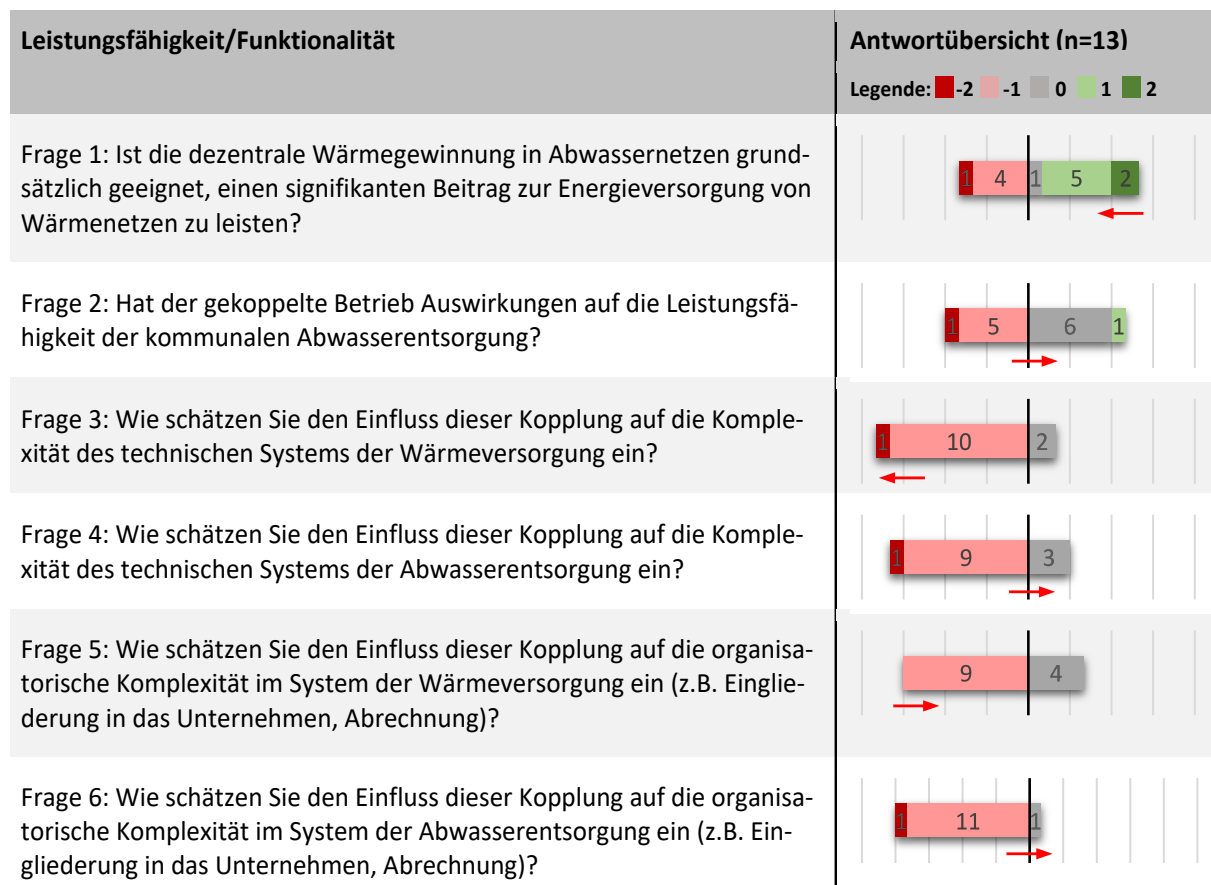 Leistungsfähigkeit/Funktionalität
Antwortübersicht (n=13)
Legende: -2 -1 0 1 2
Frage 1: Ist die dezentrale Wärmegewinnung in Abwassernetzen grund-
sätzlich geeignet, einen signifikanten Beitrag zur Energieversorgung von
Wärmenetzen zu leisten?
1 4 1 5 2
Frage 2: Hat der gekoppelte Betrieb Auswirkungen auf die Leistungsfä-
higkeit der kommunalen Abwasserentsorgung?
1 5 6 1
Frage 3: Wie schätzen Sie den Einfluss dieser Kopplung auf die Komple-
xität des technischen Systems der Wärmeversorgung ein?
1 10 2
Frage 4: Wie schätzen Sie den Einfluss dieser Kopplung auf die Komple-
xität des technischen Systems der Abwasserentsorgung ein?
1 9 3
Frage 5: Wie schätzen Sie den Einfluss dieser Kopplung auf die organisa-
torische Komplexität im System der Wärmeversorgung ein (z.B. Einglie-
derung in das Unternehmen, Abrechnung)?
9 4
Frage 6: Wie schätzen Sie den Einfluss dieser Kopplung auf die organisa-
torische Komplexität im System der Abwasserentsorgung ein (z.B. Ein-
gliederung in das Unternehmen, Abrechnung)?
1 11 1